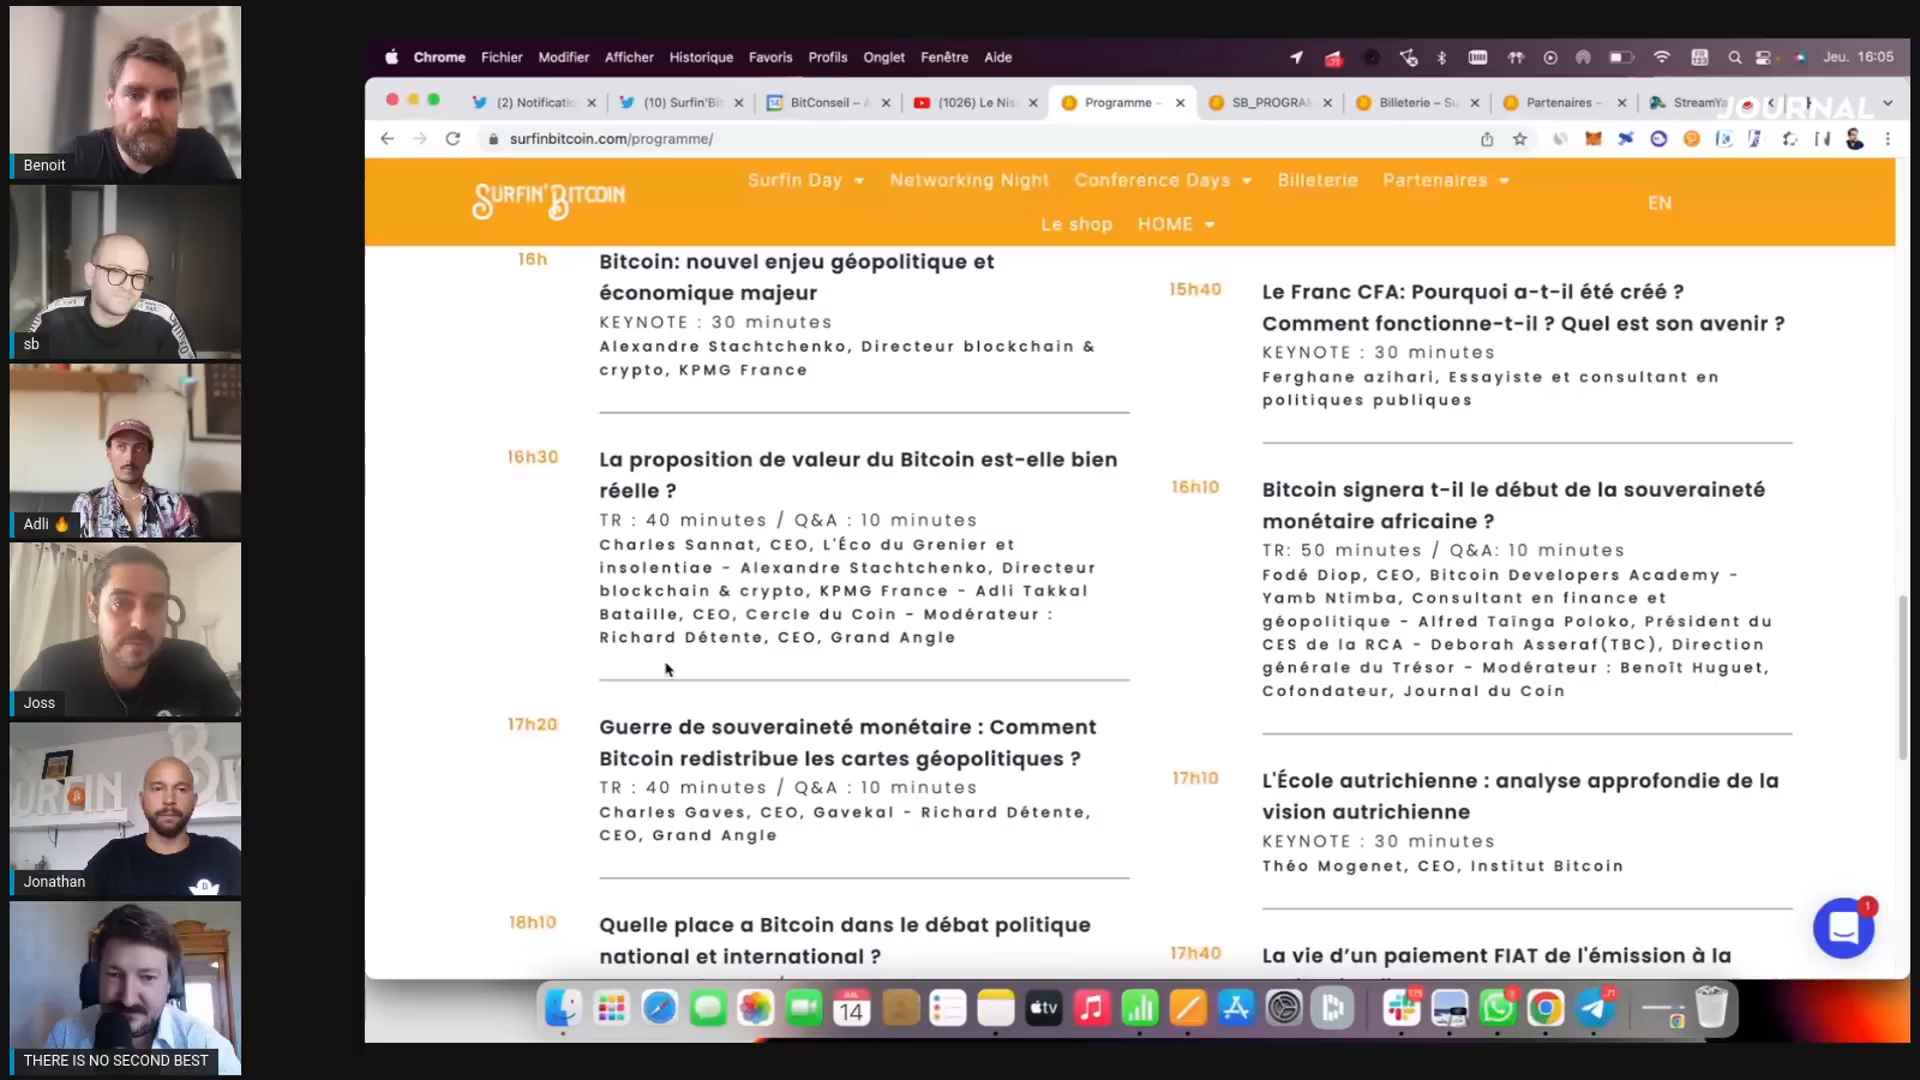 Benoit
sb
Adli 🔥
Joss
Jonathan
THERE IS NO SECOND BEST
Chrome Fichier Modifier Afficher Historique Favoris Profils Onglet Fenêtre Aide
Jeu. 16:05
(2) Notificatio
(10) Surfin'Bit
BitConseil – A
(1026) Le Nis
Programme –
SB_PROGRAM
Billeterie – Su
Partenaires –
StreamYa
JOURNAL
surfinbitcoin.com/programme/
SURFIN'BITCOIN
Surfin Day Networking Night Conference Days Billeterie Partenaires
Le shop HOME
EN
16h
Bitcoin: nouvel enjeu géopolitique et
économique majeur
KEYNOTE : 30 minutes
Alexandre Stachtchenko, Directeur blockchain &
crypto, KPMG France
16h30
La proposition de valeur du Bitcoin est-elle bien
réelle ?
TR : 40 minutes / Q&A : 10 minutes
Charles Sannat, CEO, L'Éco du Grenier et
insolentiae – Alexandre Stachtchenko, Directeur
blockchain & crypto, KPMG France – Adli Takkal
Bataille, CEO, Cercle du Coin – Modérateur :
Richard Détente, CEO, Grand Angle
17h20
Guerre de souveraineté monétaire : Comment
Bitcoin redistribue les cartes géopolitiques ?
TR : 40 minutes / Q&A : 10 minutes
Charles Gaves, CEO, Gavekal – Richard Détente,
CEO, Grand Angle
18h10
Quelle place a Bitcoin dans le débat politique
national et international ?
15h40
Le Franc CFA: Pourquoi a-t-il été créé ?
Comment fonctionne-t-il ? Quel est son avenir ?
KEYNOTE : 30 minutes
Ferghane azihari, Essayiste et consultant en
politiques publiques
16h10
Bitcoin signera t-il le début de la souveraineté
monétaire africaine ?
TR: 50 minutes / Q&A: 10 minutes
Fodé Diop, CEO, Bitcoin Developers Academy –
Yamb Ntimba, Consultant en finance et
géopolitique – Alfred Taïnga Poloko, Président du
CES de la RCA – Deborah Asseraf(TBC), Direction
générale du Trésor – Modérateur : Benoît Huguet,
Cofondateur, Journal du Coin
17h10
L'École autrichienne : analyse approfondie de la
vision autrichienne
KEYNOTE : 30 minutes
Théo Mogenet, CEO, Institut Bitcoin
17h40
La vie d'un paiement FIAT de l'émission à la
1
14
tv